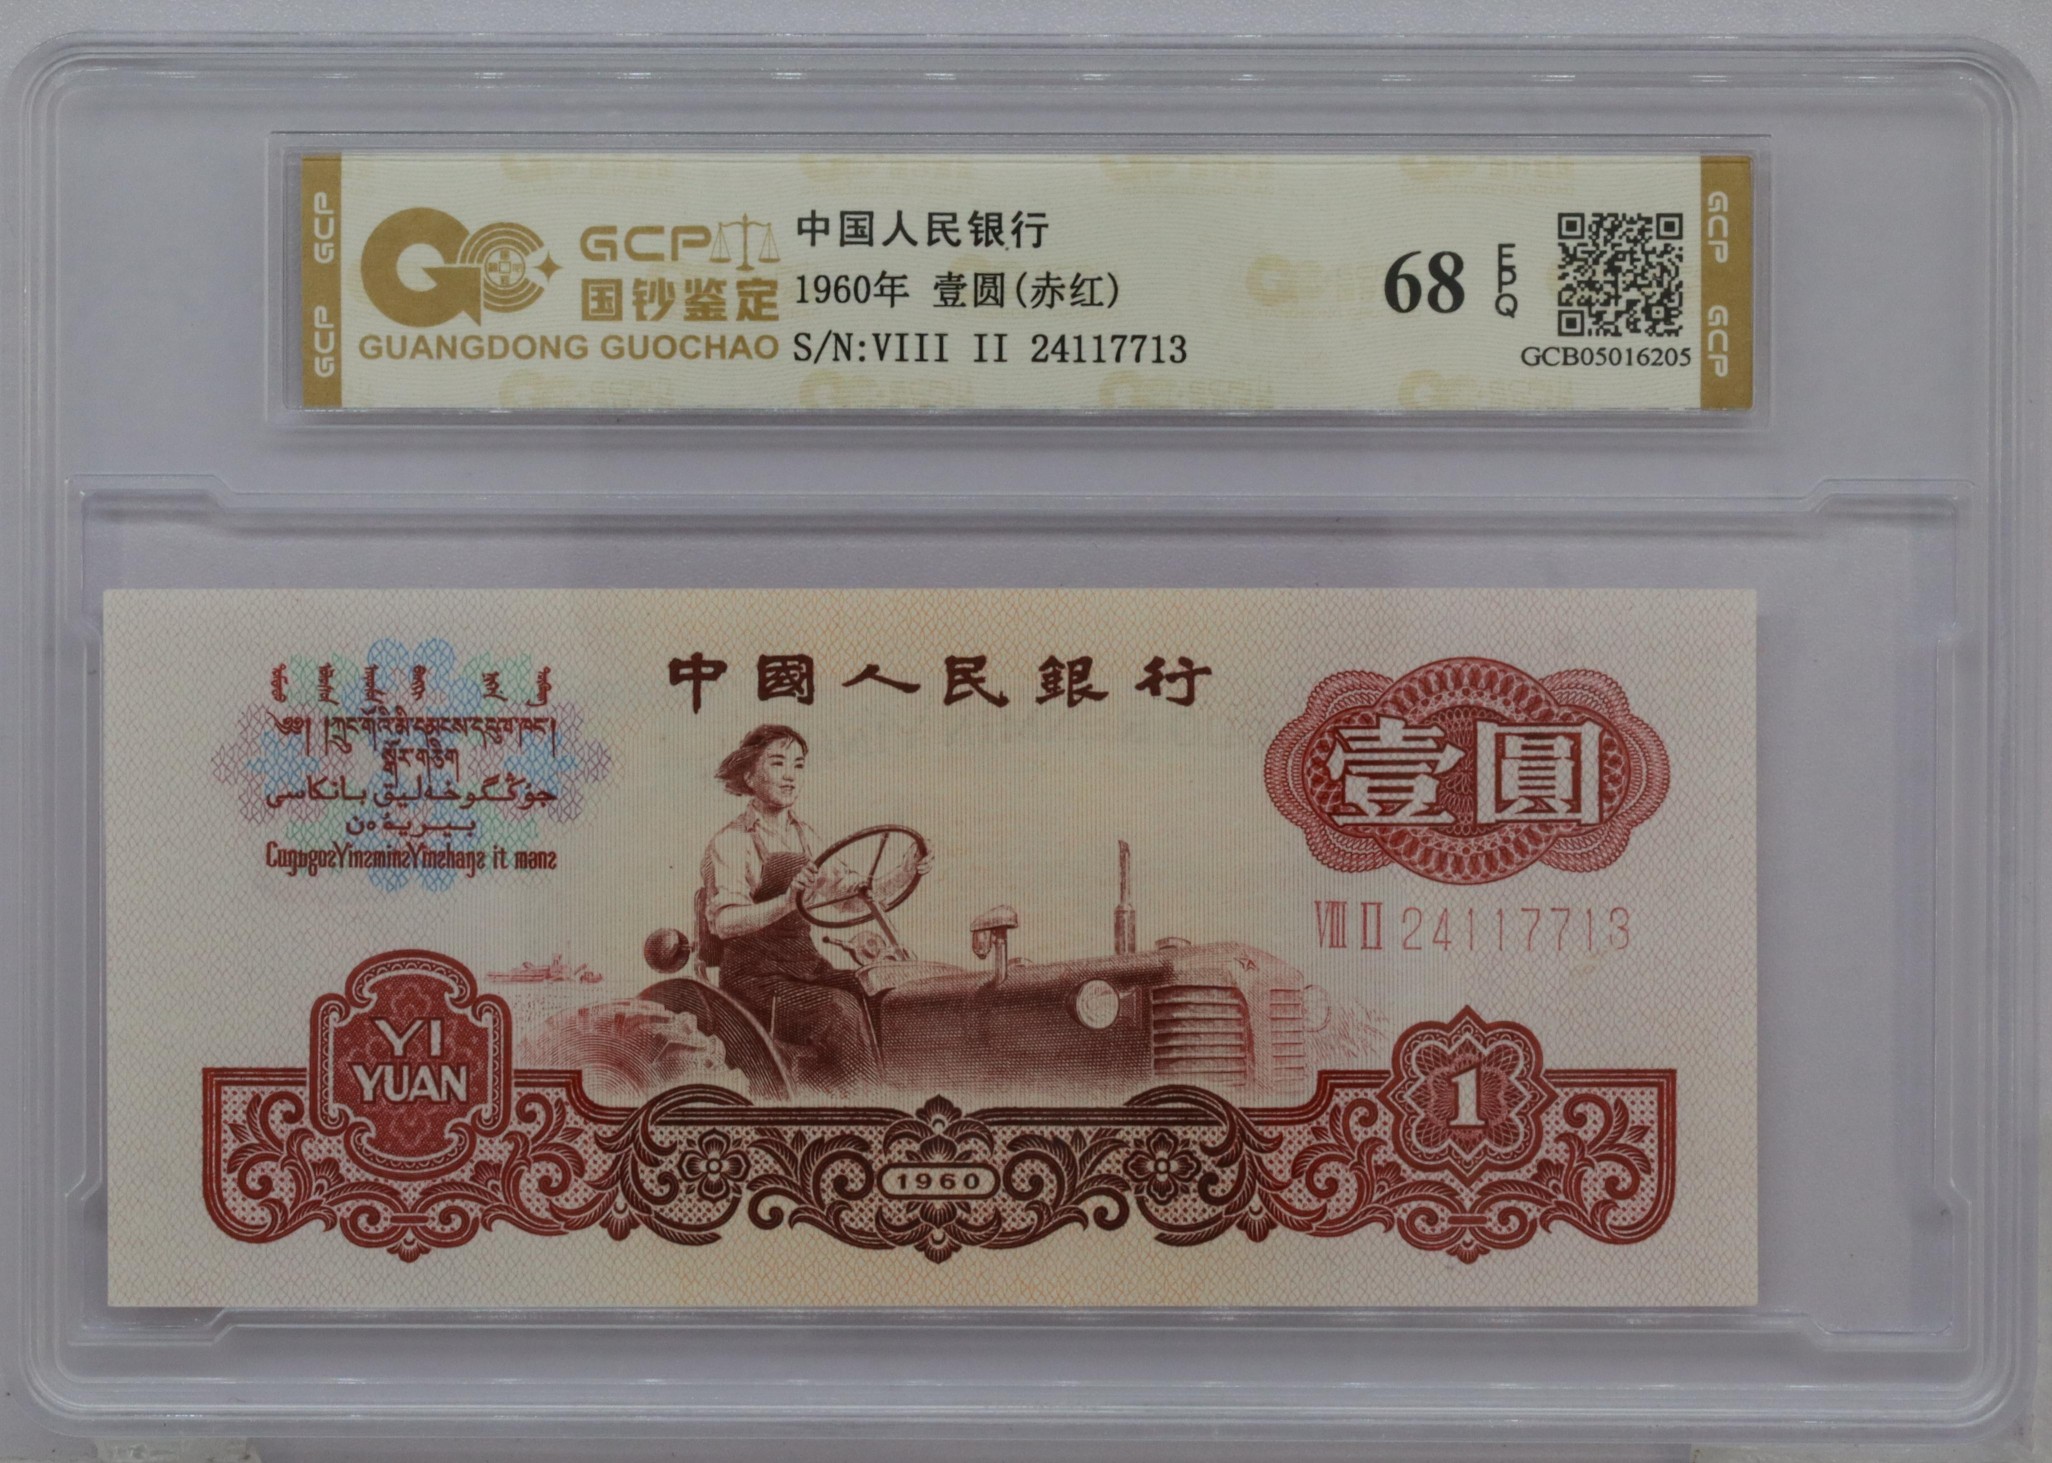 GCP
GCP
GCP
国钞鉴定
GUANGDONG GUOCHAO
中国人民银行
1960年 壹圆(赤红)
S/N:VIII II 24117713
68 EPQ
GCB05016205
GCP
GCP
中國人民銀行
壹圓
VIII II 24117713
YI
YUAN
1960
1